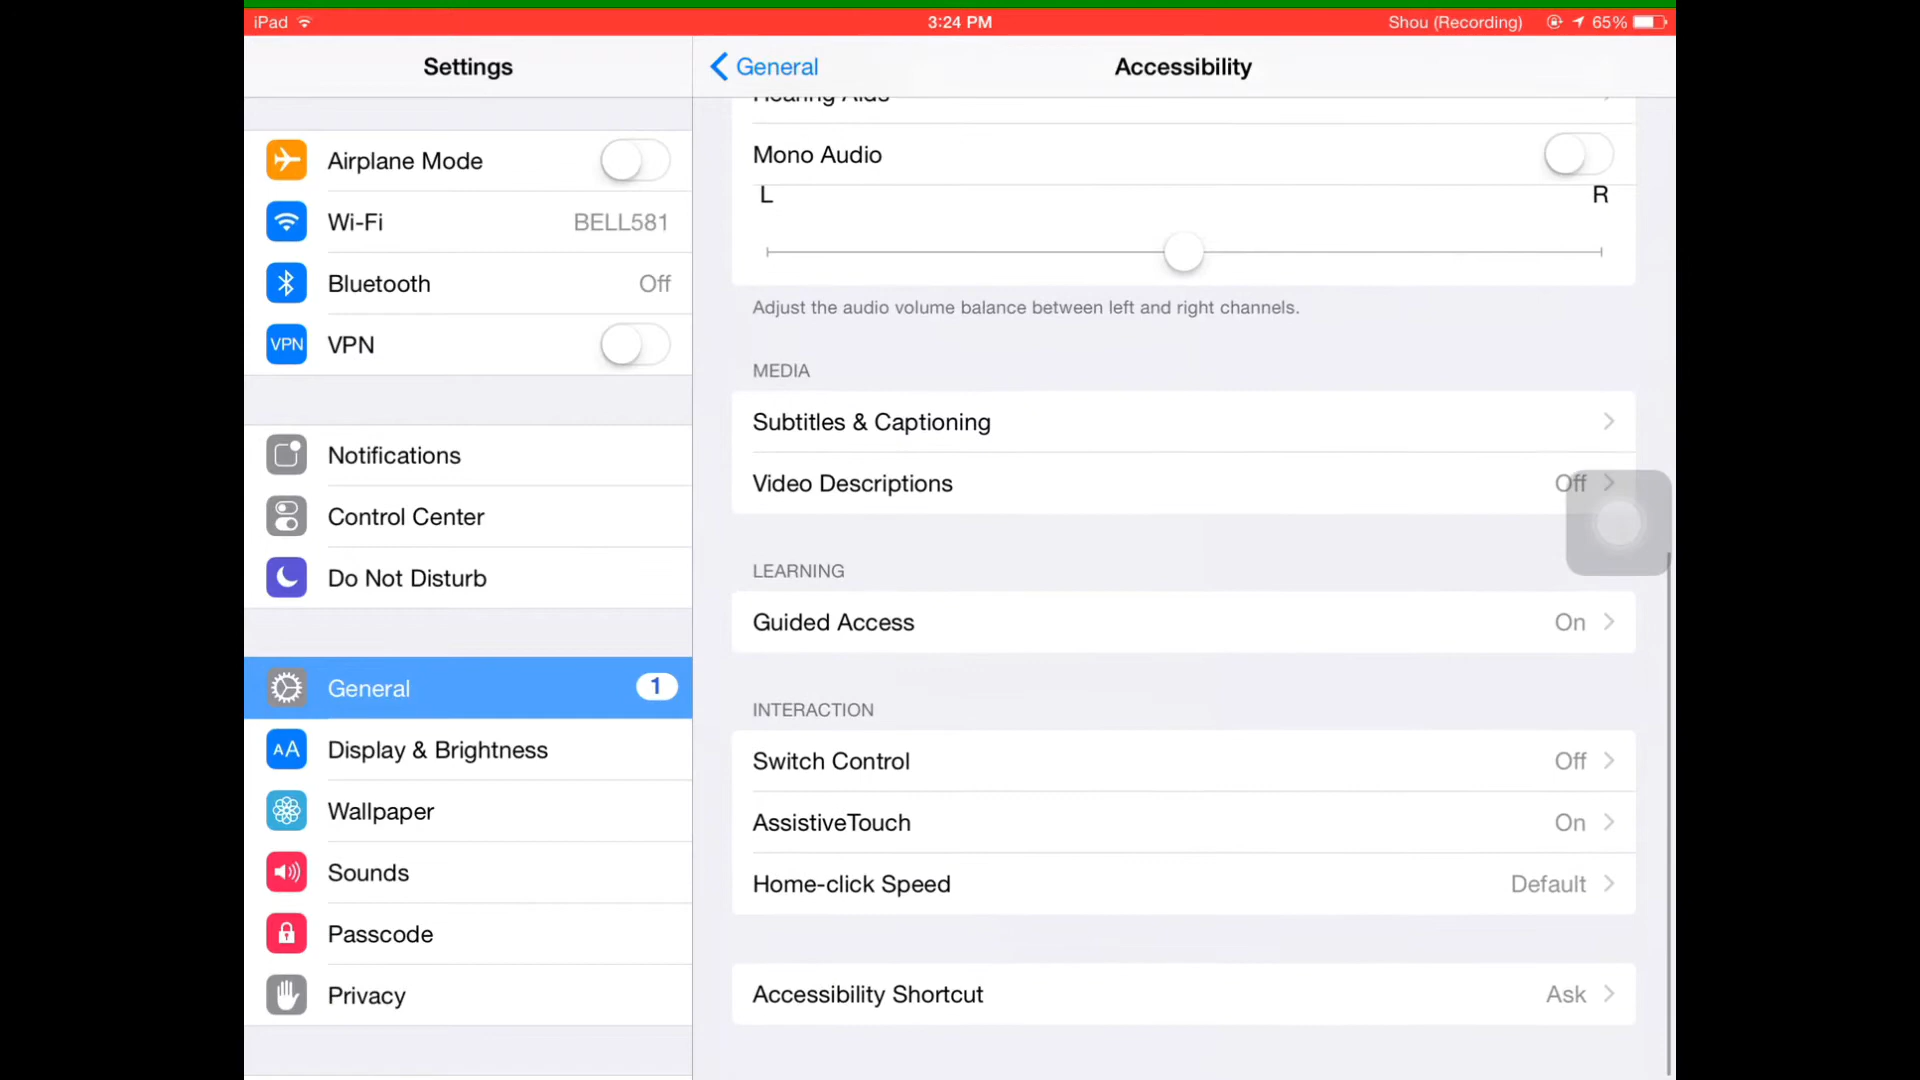 iPad 3:24 PM Shou (Recording) 65%
Settings
Airplane Mode
Wi-Fi BELL581
Bluetooth Off
VPN VPN
Notifications
Control Center
Do Not Disturb
General 1
AA Display & Brightness
Wallpaper
Sounds
Passcode
Privacy
General Accessibility
Hearing Aids
Mono Audio
L R
Adjust the audio volume balance between left and right channels.
MEDIA
Subtitles & Captioning
Video Descriptions Off
LEARNING
Guided Access On
INTERACTION
Switch Control Off
AssistiveTouch On
Home-click Speed Default
Accessibility Shortcut Ask